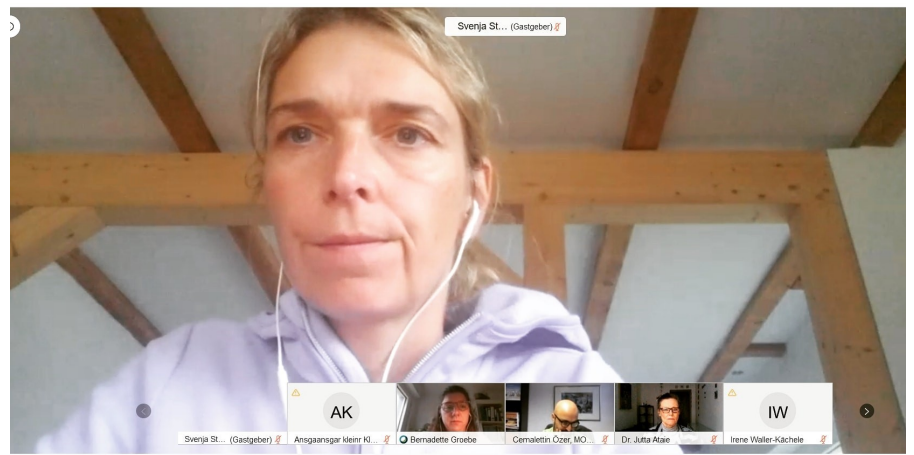 Svenja St... (Gastgeber)
AK
IW
Svenja St... (Gastgeber)
Ansgaansgar kleinr Kl...
Bernadette Groebe
Cemalettin Özer, MO...
Dr. Jutta Ataie
Irene Waller-Kächele